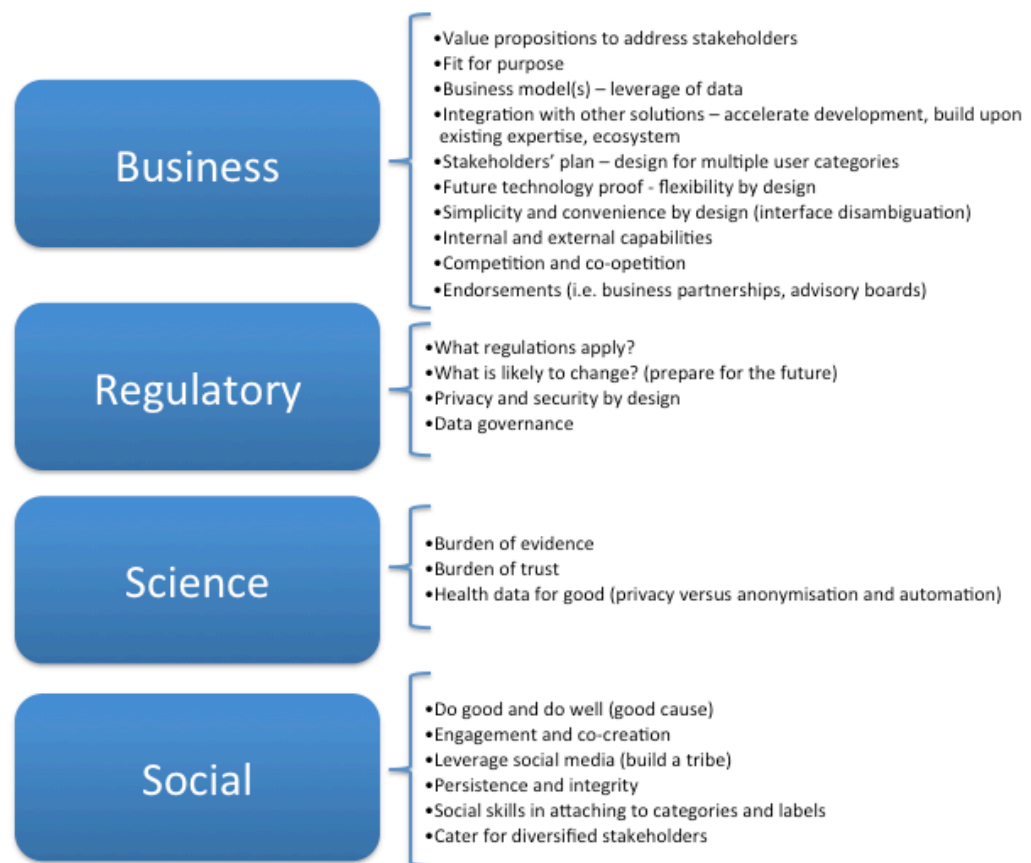 Business
•Value propositions to address stakeholders
•Fit for purpose
•Business model(s) – leverage of data
•Integration with other solutions – accelerate development, build upon
existing expertise, ecosystem
•Stakeholders’ plan – design for multiple user categories
•Future technology proof - flexibility by design
•Simplicity and convenience by design (interface disambiguation)
•Internal and external capabilities
•Competition and co-opetition
•Endorsements (i.e. business partnerships, advisory boards)
Regulatory
•What regulations apply?
•What is likely to change? (prepare for the future)
•Privacy and security by design
•Data governance
Science
•Burden of evidence
•Burden of trust
•Health data for good (privacy versus anonymisation and automation)
Social
•Do good and do well (good cause)
•Engagement and co-creation
•Leverage social media (build a tribe)
•Persistence and integrity
•Social skills in attaching to categories and labels
•Cater for diversified stakeholders